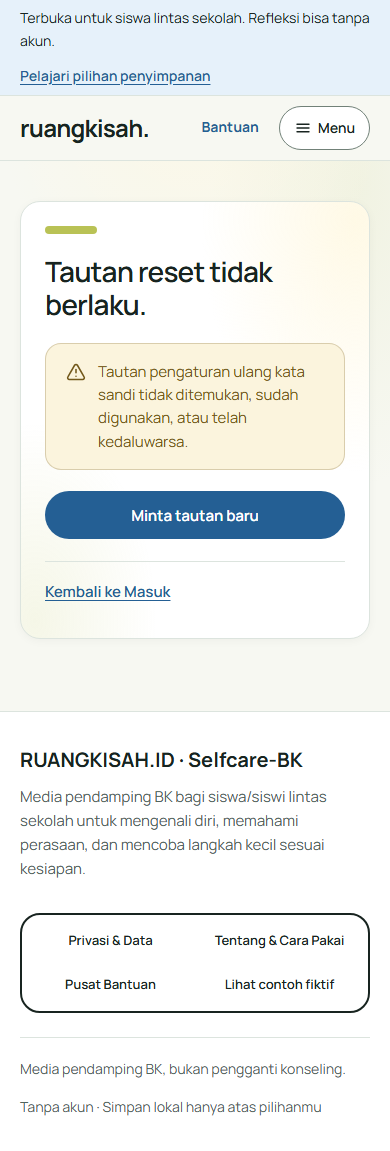 Terbuka untuk siswa lintas sekolah. Refleksi bisa tanpa
akun.
Pelajari pilihan penyimpanan
ruangkisah.
Bantuan
Menu
Tautan reset tidak
berlaku.
Tautan pengaturan ulang kata
sandi tidak ditemukan, sudah
digunakan, atau telah
kedaluwarsa.
Minta tautan baru
Kembali ke Masuk
RUANGKISAH.ID · Selfcare-BK
Media pendamping BK bagi siswa/siswi lintas
sekolah untuk mengenali diri, memahami
perasaan, dan mencoba langkah kecil sesuai
kesiapan.
Privasi & Data
Tentang & Cara Pakai
Pusat Bantuan
Lihat contoh fiktif
Media pendamping BK, bukan pengganti konseling.
Tanpa akun · Simpan lokal hanya atas pilihanmu